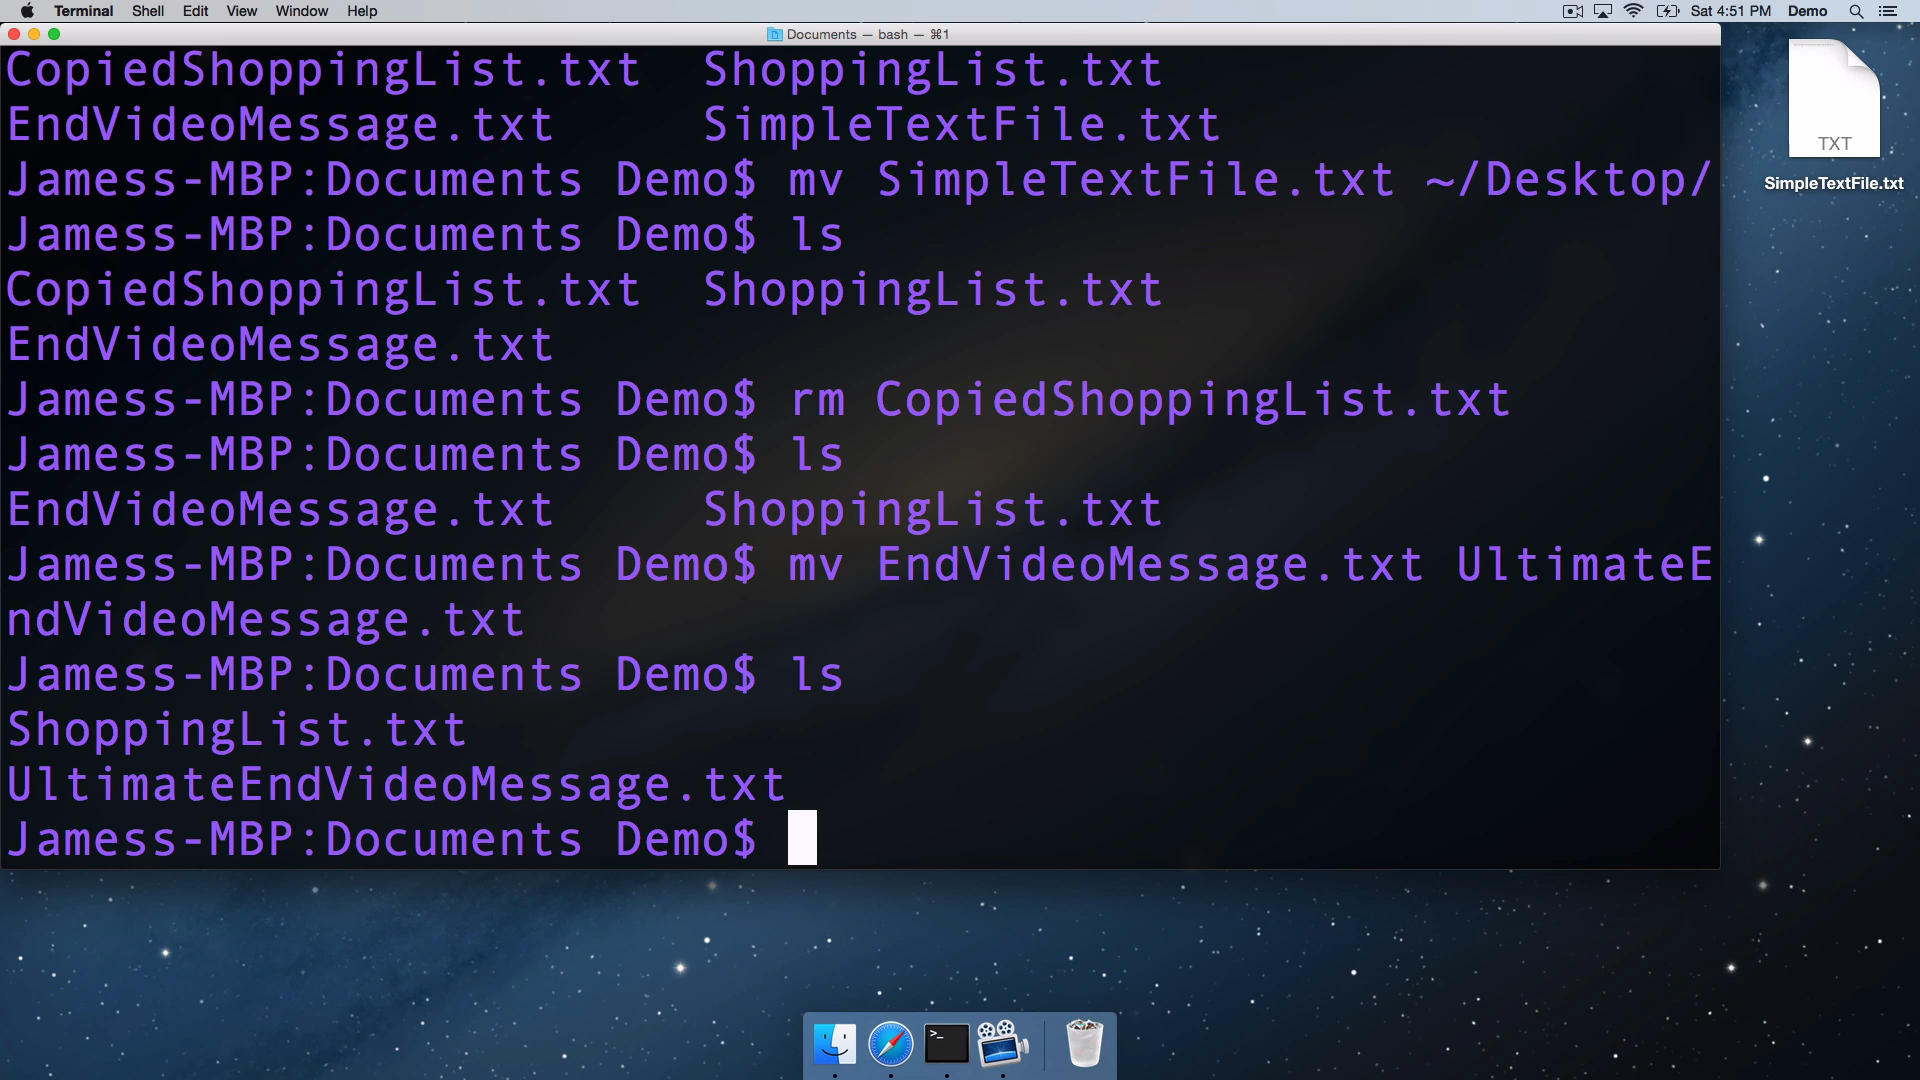 Terminal Shell Edit View Window Help Sat 4:51 PM Demo
Documents — bash — ⌘1
CopiedShoppingList.txt ShoppingList.txt
EndVideoMessage.txt SimpleTextFile.txt
Jamess-MBP:Documents Demo$ mv SimpleTextFile.txt ~/Desktop/
Jamess-MBP:Documents Demo$ ls
CopiedShoppingList.txt ShoppingList.txt
EndVideoMessage.txt
Jamess-MBP:Documents Demo$ rm CopiedShoppingList.txt
Jamess-MBP:Documents Demo$ ls
EndVideoMessage.txt ShoppingList.txt
Jamess-MBP:Documents Demo$ mv EndVideoMessage.txt UltimateE
ndVideoMessage.txt
Jamess-MBP:Documents Demo$ ls
ShoppingList.txt
UltimateEndVideoMessage.txt
Jamess-MBP:Documents Demo$
TXT
SimpleTextFile.txt
>_